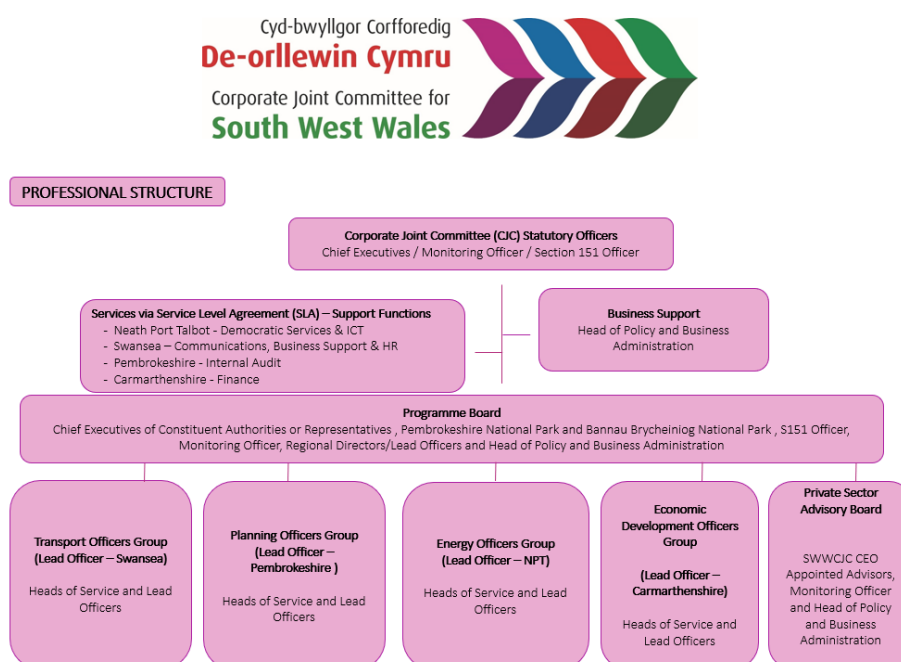 Cyd-bwyllgor Corfforedig
De-orllewin Cymru
Corporate Joint Committee for
South West Wales
PROFESSIONAL STRUCTURE
Corporate Joint Committee (CJC) Statutory Officers
Chief Executives / Monitoring Officer / Section 151 Officer
Services via Service Level Agreement (SLA) – Support Functions
- Neath Port Talbot - Democratic Services & ICT
- Swansea – Communications, Business Support & HR
- Pembrokeshire - Internal Audit
- Carmarthenshire - Finance
Business Support
Head of Policy and Business
Administration
Programme Board
Chief Executives of Constituent Authorities or Representatives , Pembrokeshire National Park and Bannau Brycheiniog National Park , S151 Officer,
Monitoring Officer, Regional Directors/Lead Officers and Head of Policy and Business Administration
Transport Officers Group
(Lead Officer – Swansea)
Heads of Service and Lead
Officers
Planning Officers Group
(Lead Officer –
Pembrokeshire )
Heads of Service and Lead
Officers
Energy Officers Group
(Lead Officer – NPT)
Heads of Service and Lead
Officers
Economic
Development Officers
Group
(Lead Officer –
Carmarthenshire)
Heads of Service and
Lead Officers
Private Sector
Advisory Board
SWWCJC CEO
Appointed Advisors,
Monitoring Officer
and Head of Policy
and Business
Administration